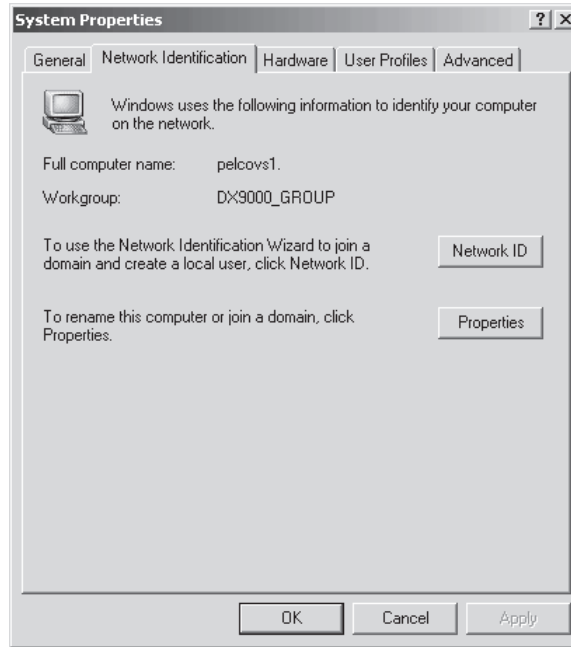 System Properties
?
General Network Identification Hardware User Profiles Advanced
Windows uses the following information to identify your computer
on the network.
Full computer name: pelcovs1.
Workgroup: DX9000_GROUP
To use the Network Identification Wizard to join a
domain and create a local user, click Network ID.
Network ID
To rename this computer or join a domain, click
Properties.
Properties
OK Cancel Apply